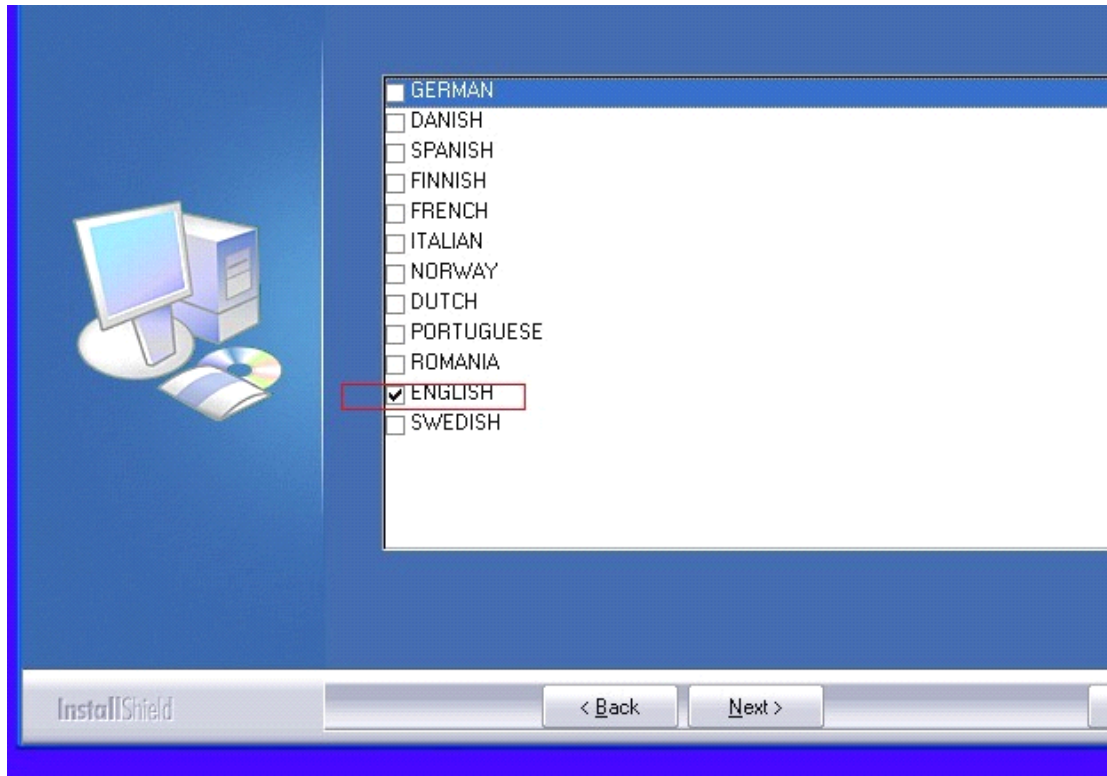 GERMAN
DANISH
SPANISH
FINNISH
FRENCH
ITALIAN
NORWAY
DUTCH
PORTUGUESE
ROMANIA
ENGLISH
SWEDISH
InstallShield
< Back
Next >